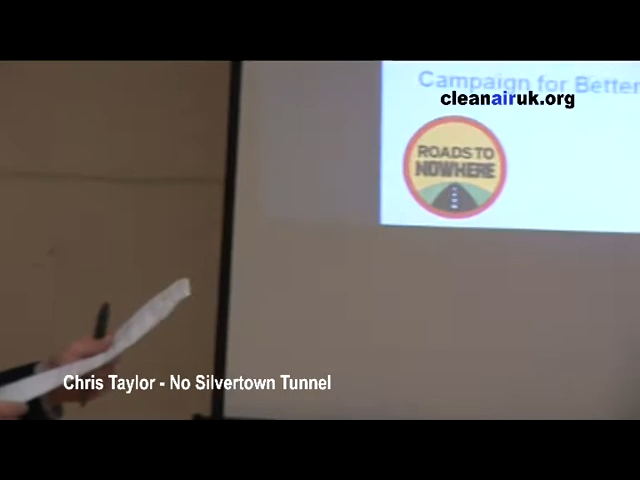 Campaign for Better
cleanairuk.org
ROADS TO
NOWHERE
Chris Taylor - No Silvertown Tunnel